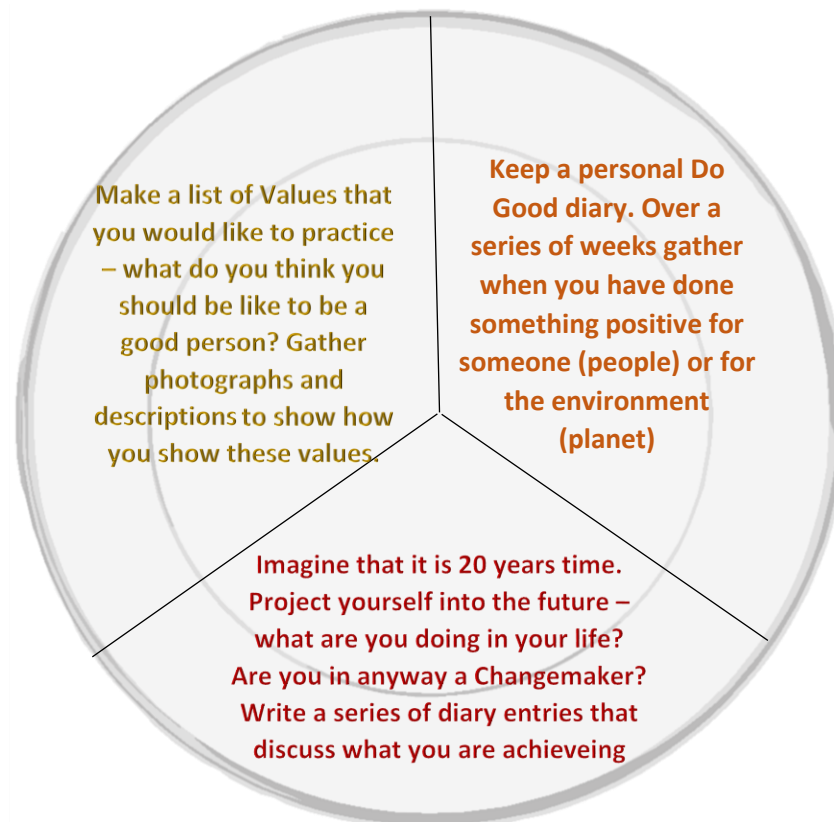 Make a list of Values that
you would like to practice
– what do you think you
should be like to be a
good person? Gather
photographs and
descriptions to show how
you show these values.
Keep a personal Do
Good diary. Over a
series of weeks gather
when you have done
something positive for
someone (people) or for
the environment
(planet)
Imagine that it is 20 years time.
Project yourself into the future –
what are you doing in your life?
Are you in anyway a Changemaker?
Write a series of diary entries that
discuss what you are achieveing